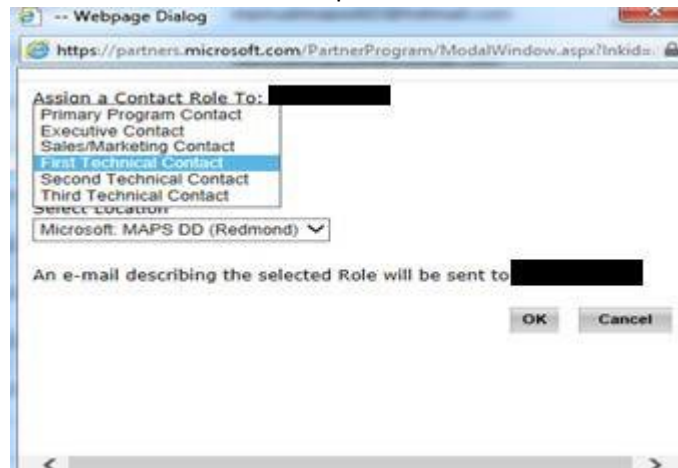 -- Webpage Dialog
https://partners.microsoft.com/PartnerProgram/ModalWindow.aspx?lnkid=
Assign a Contact Role To:
Primary Program Contact
Executive Contact
Sales/Marketing Contact
First Technical Contact
Second Technical Contact
Third Technical Contact
Select Location
Microsoft: MAPS DD (Redmond)
An e-mail describing the selected Role will be sent to
OK Cancel